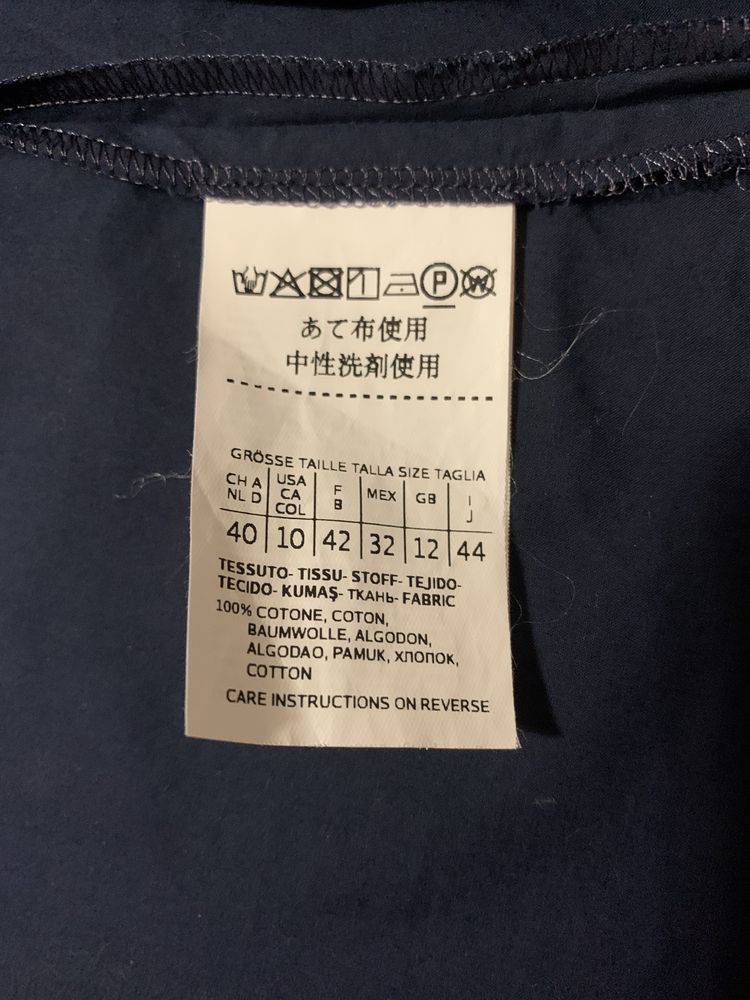 P W
あて布使用
中性洗剤使用
GRÖSSE TAILLE TALLA SIZE TAGLIA
CH A NL D USA CA COL F B MEX GB I J
40 10 42 32 12 44
TESSUTO- TISSU- STOFF- TEJIDO-
TECIDO- KUMAŞ- ТКАНЬ- FABRIC
100% COTONE, COTON,
BAUMWOLLE, ALGODON,
ALGODAO, PAMUK, ХЛОПОК,
COTTON
CARE INSTRUCTIONS ON REVERSE